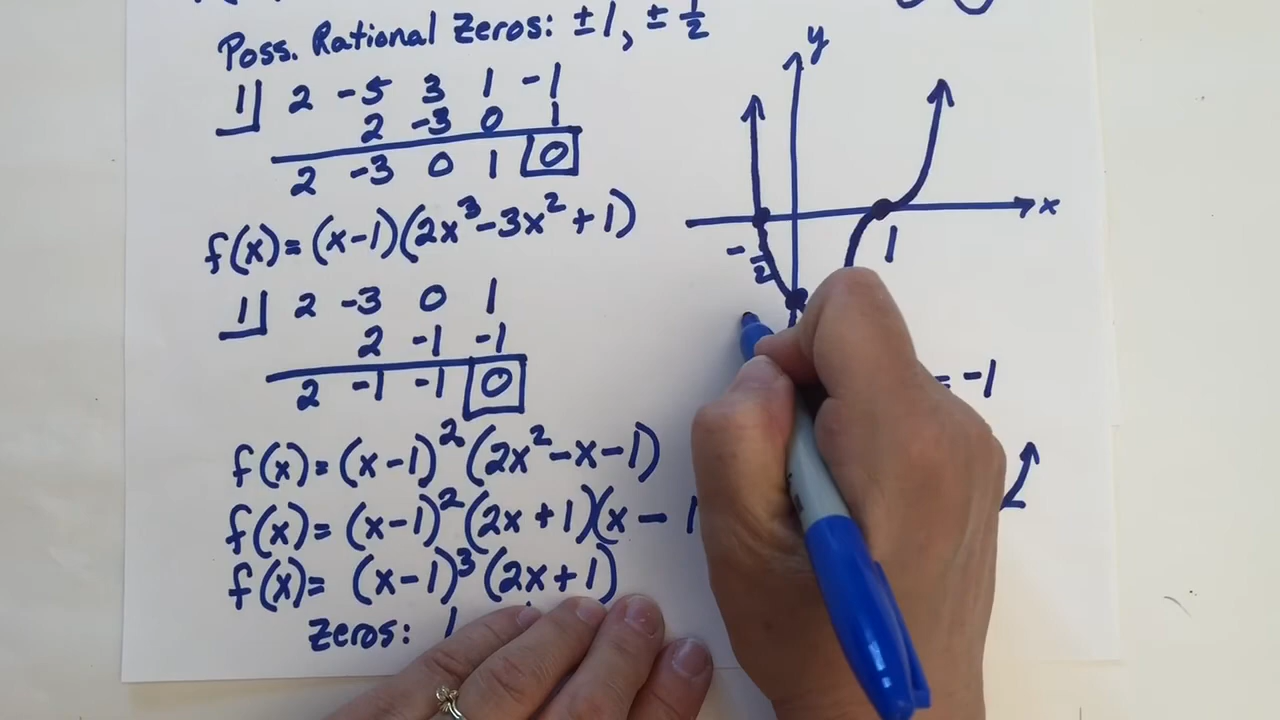 Poss. Rational Zeros: ±1, ± 1/2
1 2 -5 3 1 -1
2 -3 0 1
2 -3 0 1 0
f(x)= (x-1)(2x³-3x²+1)
1 2 -3 0 1
2 -1 -1
2 -1 -1 0
f(x)= (x-1)²(2x²-x-1)
f(x)= (x-1)²(2x+1)(x-1
f(x)= (x-1)³(2x+1)
Zeros: 1
y
x
-1/2
1
= -1